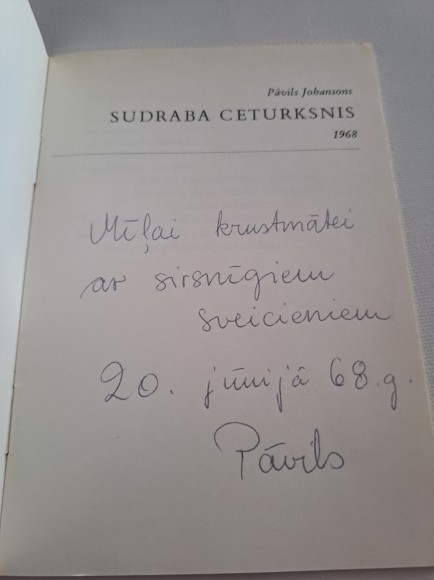 Pāvils Johansons
SUDRABA CETURKSNIS
1968
Mīļai krustmātei
ar sirsnīgiem
sveicieniem
20. jūnijā 68.g.
Pāvils